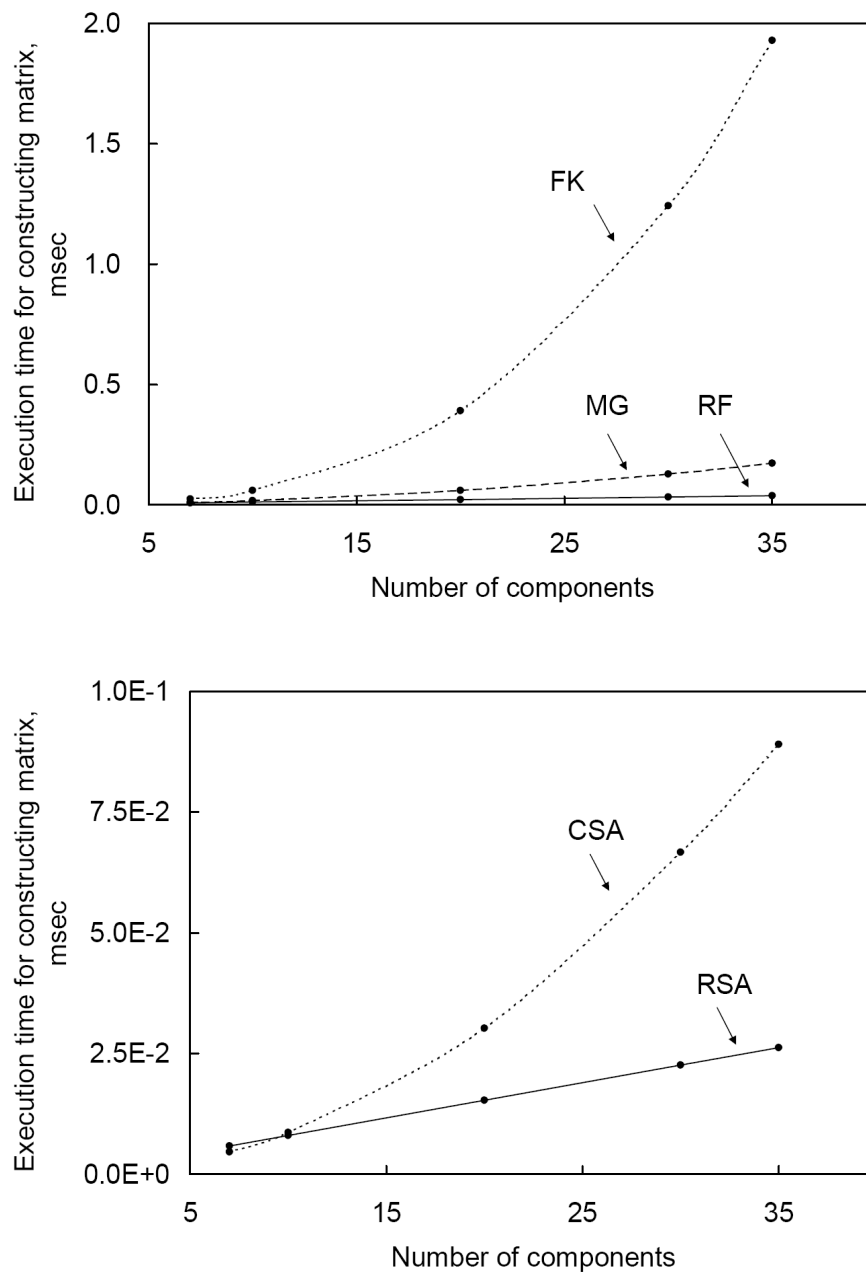 2.0
1.5
1.0
0.5
0.0
Execution time for constructing matrix,
msec
FK
MG
RF
5
15
25
35
Number of components
1.0E-1
7.5E-2
5.0E-2
2.5E-2
0.0E+0
Execution time for constructing matrix,
msec
CSA
RSA
5
15
25
35
Number of components